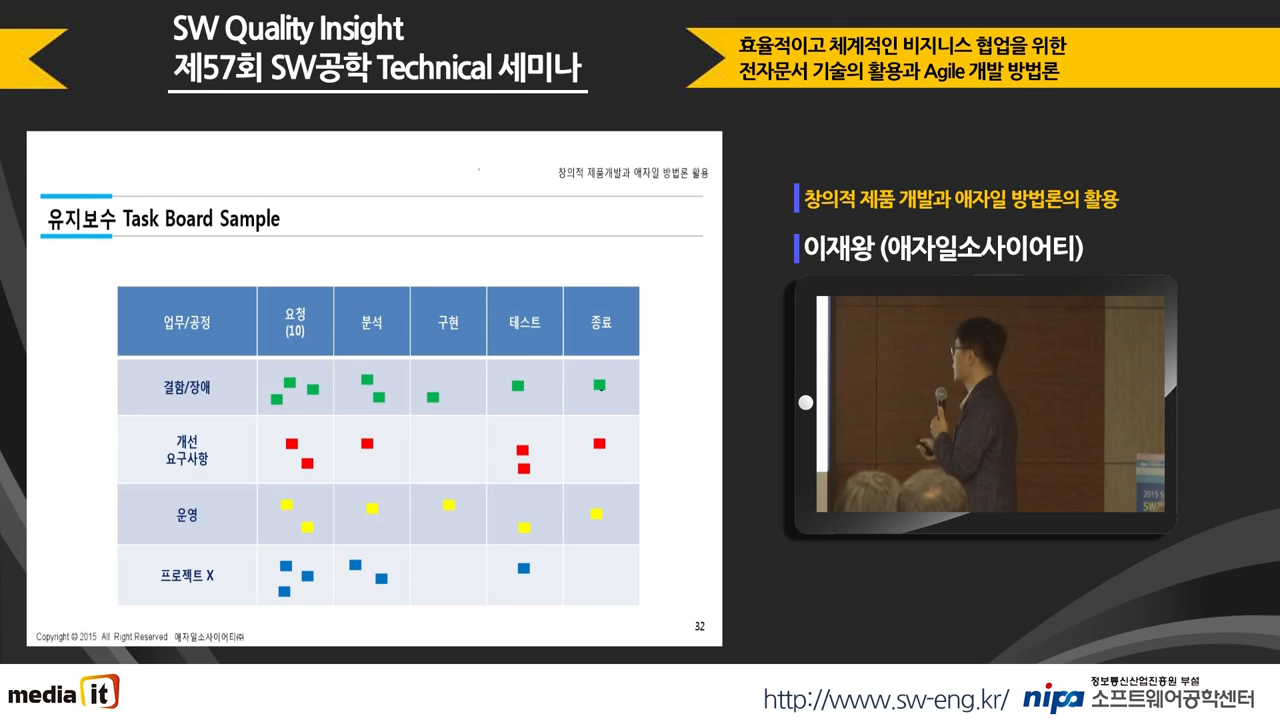 SW Quality Insight
제57회 SW공학 Technical 세미나
효율적이고 체계적인 비지니스 협업을 위한
전자문서 기술의 활용과 Agile 개발 방법론
창의적 제품개발과 애자일 방법론 활용
유지보수 Task Board Sample
업무/공정
요청
(10)
분석
구현
테스트
종료
결함/장애
개선
요구사항
운영
프로젝트 X
32
Copyright © 2015 All Right Reserved 애자일소사이어티㈜
창의적 제품 개발과 애자일 방법론의 활용
이재왕 (애자일소사이어티)
2015 S
SW
media it
http://www.sw-eng.kr/
nipa
정보통신산업진흥원 부설
소프트웨어공학센터